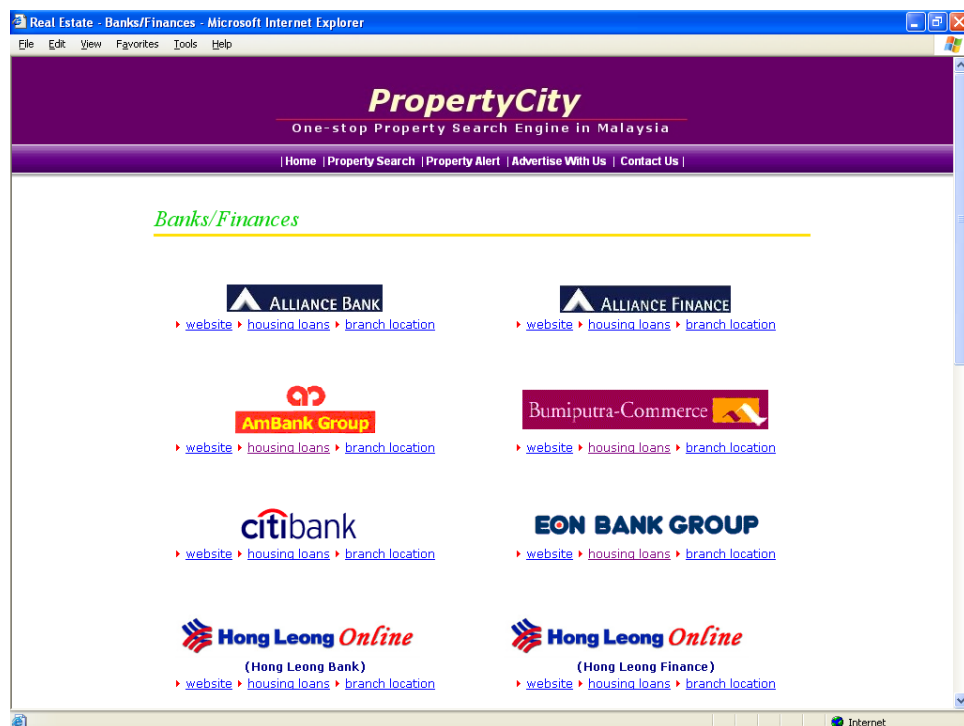 Real Estate - Banks/Finances - Microsoft Internet Explorer
File Edit View Favorites Tools Help
PropertyCity
One-stop Property Search Engine in Malaysia
|Home |Property Search |Property Alert |Advertise With Us | Contact Us |
Banks/Finances
ALLIANCE BANK ALLIANCE FINANCE
website housing loans branch location website housing loans branch location
AmBank Group Bumiputra-Commerce
website housing loans branch location website housing loans branch location
citibank EON BANK GROUP
website housing loans branch location website housing loans branch location
Hong Leong Online Hong Leong Online
(Hong Leong Bank) (Hong Leong Finance)
website housing loans branch location website housing loans branch location
Internet